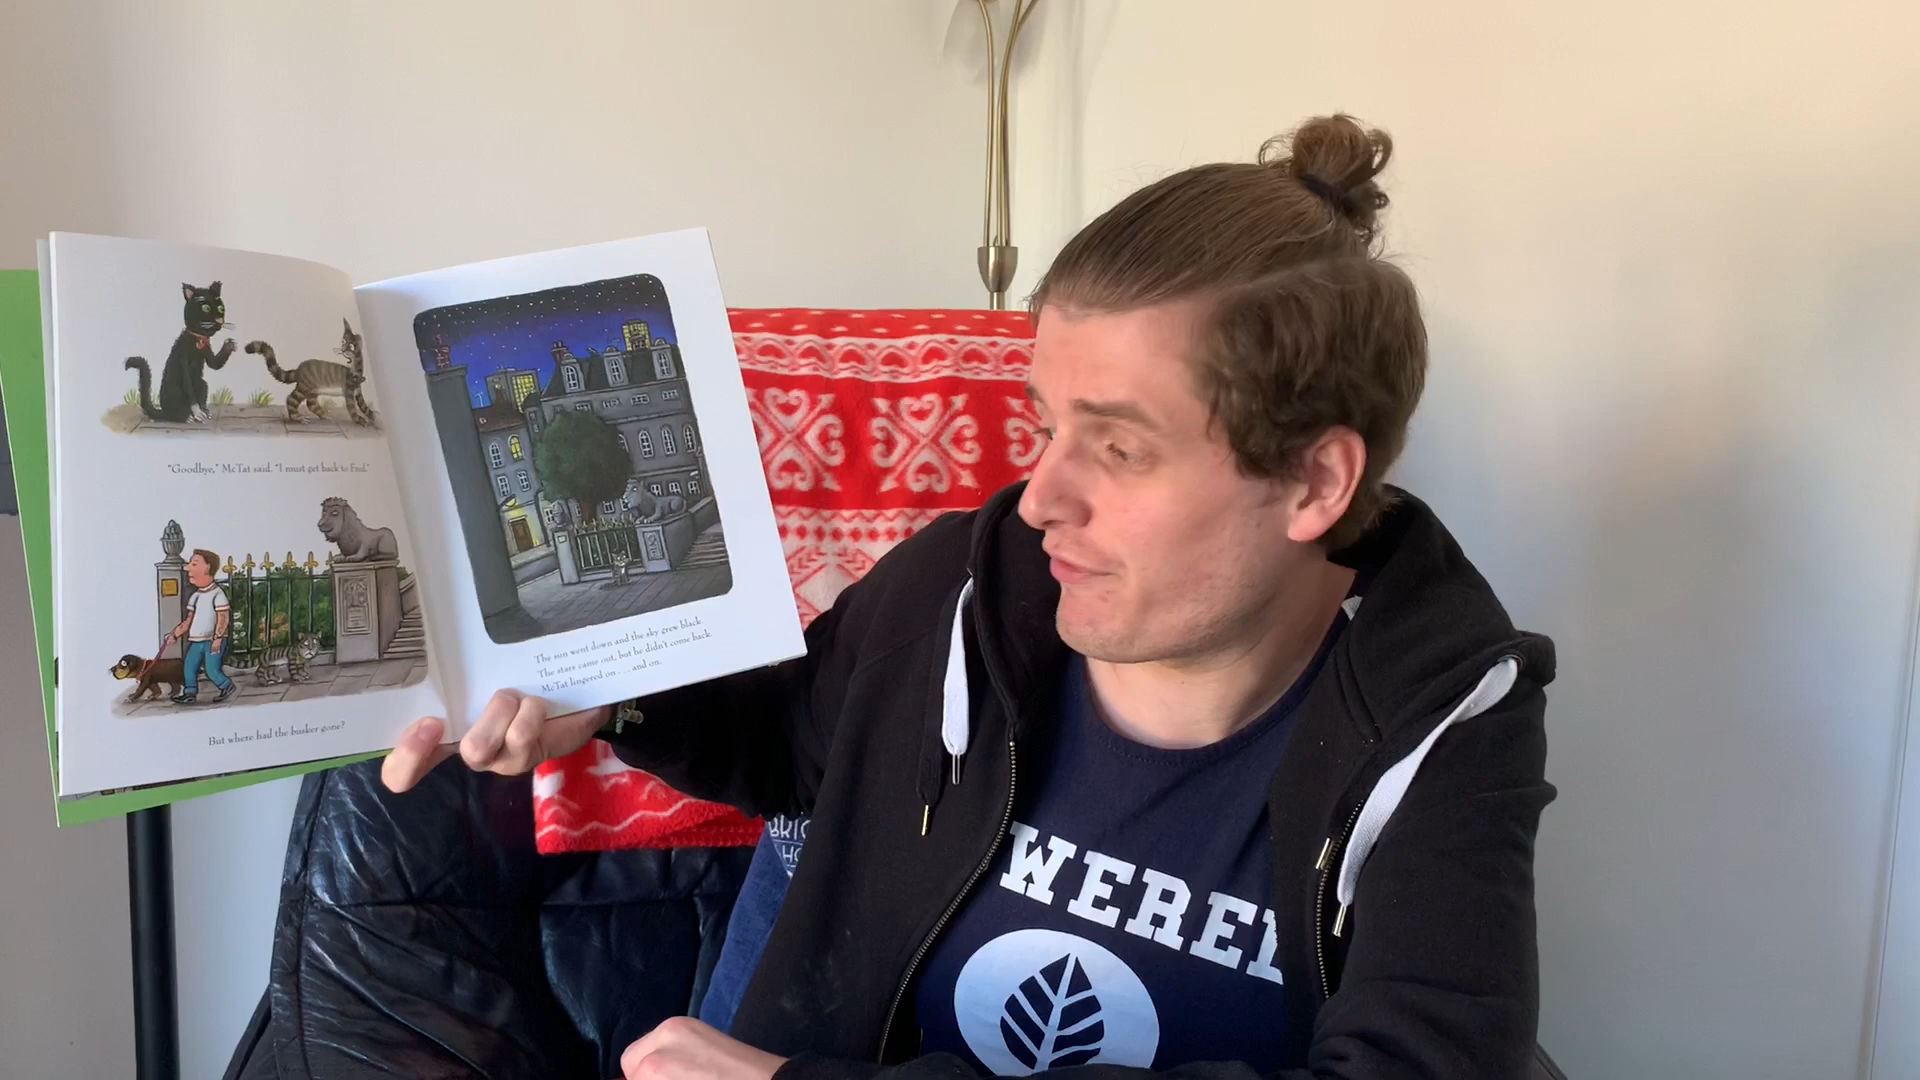 "Goodbye," McTat said. "I must get back to Fred."
But where had the busker gone?
The sun went down and the sky grew black.
The stars came out, but he didn't come back.
McTat lingered on . . . and on.
BRIC
HO
WERE